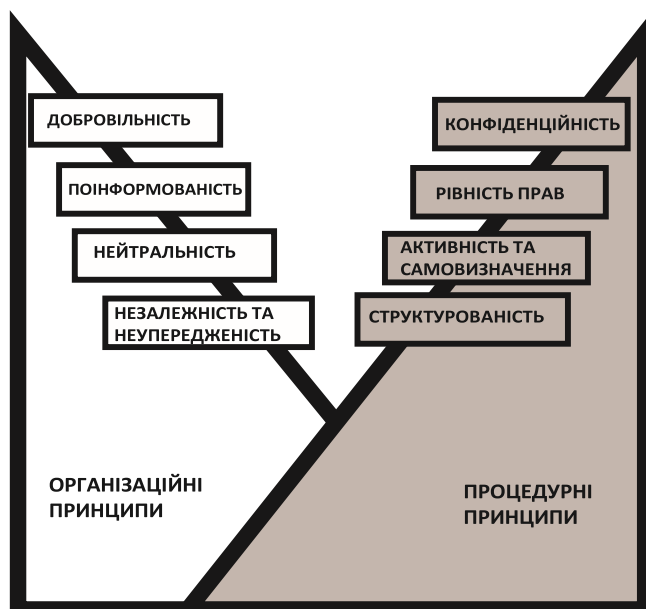 ДОБРОВІЛЬНІСТЬ
ПОІНФОРМОВАНІСТЬ
НЕЙТРАЛЬНІСТЬ
НЕЗАЛЕЖНІСТЬ ТА
НЕУПЕРЕДЖЕНІСТЬ
ОРГАНІЗАЦІЙНІ
ПРИНЦИПИ
КОНФІДЕНЦІЙНІСТЬ
РІВНІСТЬ ПРАВ
АКТИВНІСТЬ ТА
САМОВИЗНАЧЕННЯ
СТРУКТУРОВАНІСТЬ
ПРОЦЕДУРНІ
ПРИНЦИПИ